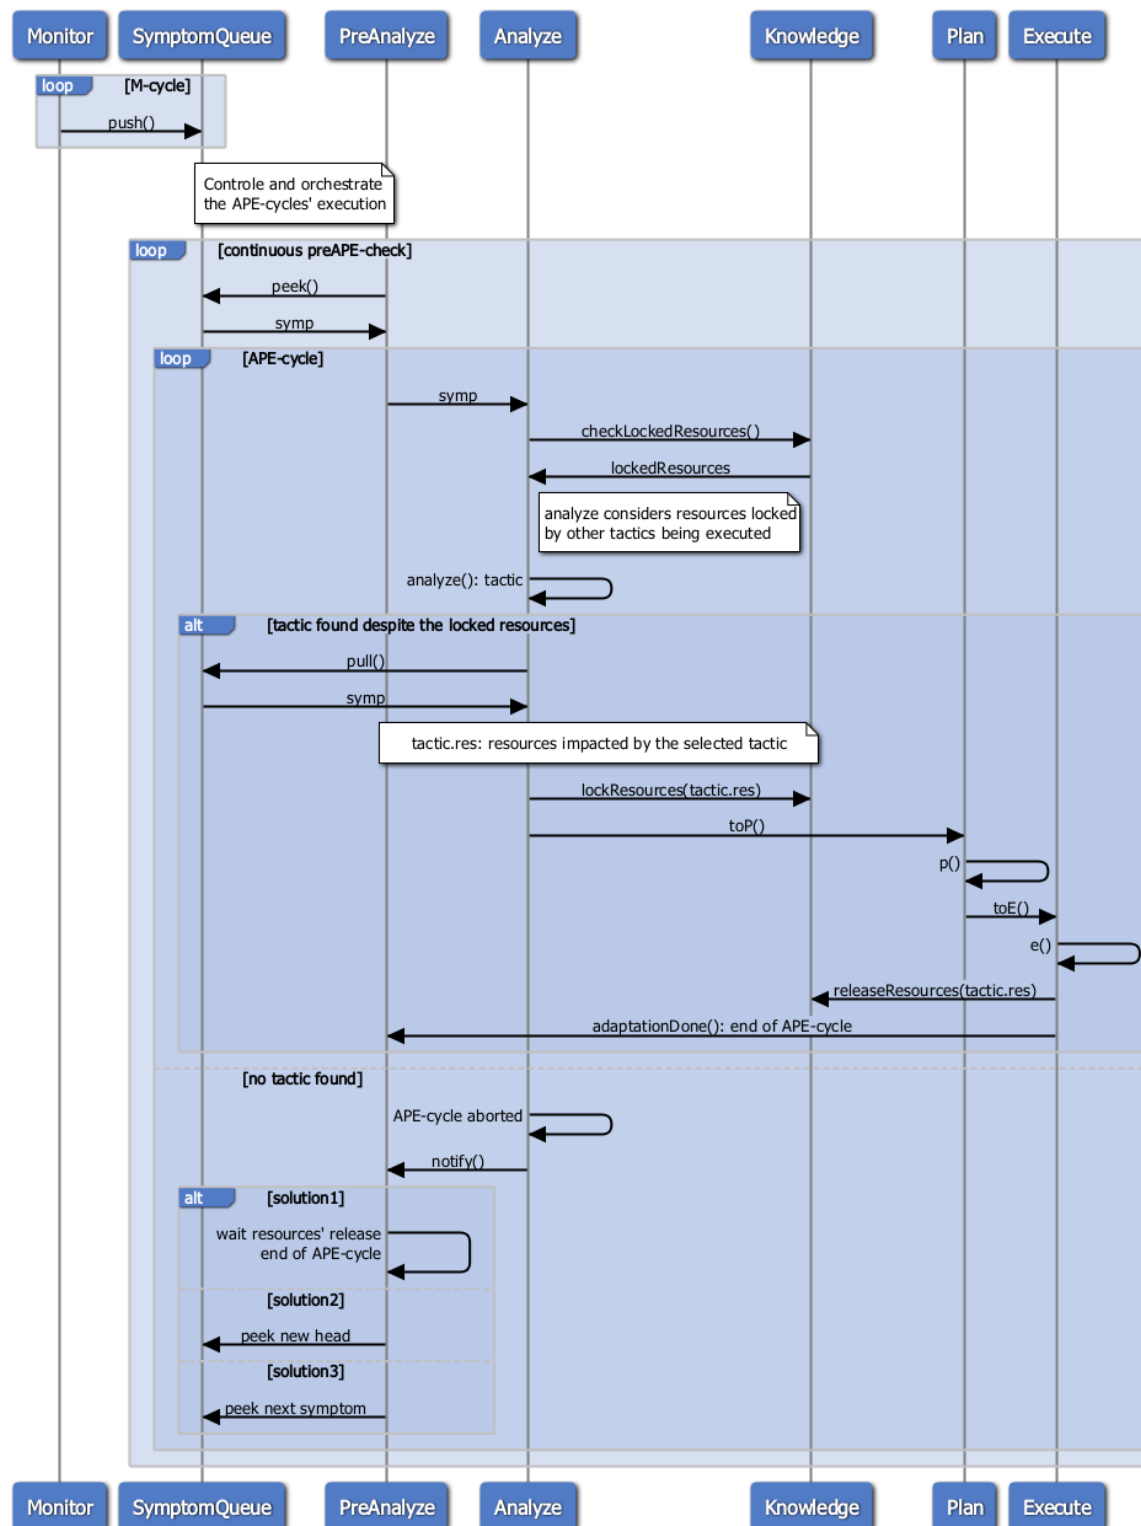 Monitor SymptomQueue PreAnalyze Analyze Knowledge Plan Execute
loop [M-cycle]
push()
Controle and orchestrate
the APE-cycles' execution
loop [continuous preAPE-check]
peek()
symp
loop [APE-cycle]
symp
checkLockedResources()
lockedResources
analyze considers resources locked
by other tactics being executed
analyze(): tactic
alt [tactic found despite the locked resources]
pull()
symp
tactic.res: resources impacted by the selected tactic
lockResources(tactic.res)
toP()
p()
toE()
e()
releaseResources(tactic.res)
adaptationDone(): end of APE-cycle
[no tactic found]
APE-cycle aborted
notify()
alt [solution1]
wait resources' release
end of APE-cycle
[solution2]
peek new head
[solution3]
peek next symptom
Monitor SymptomQueue PreAnalyze Analyze Knowledge Plan Execute